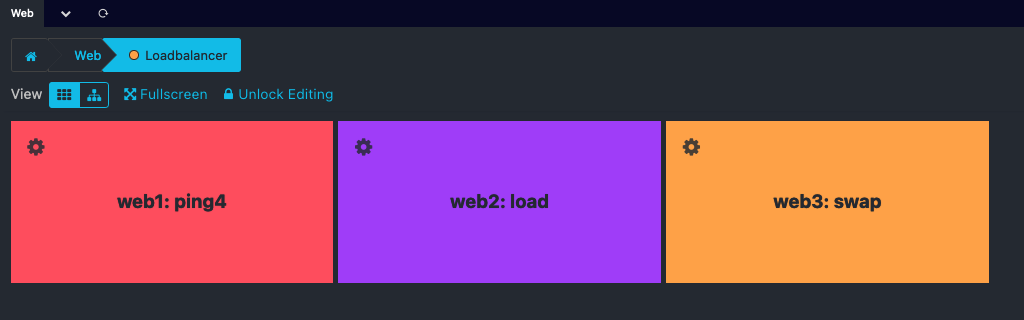 Web
Web
Loadbalancer
View Fullscreen Unlock Editing
web1: ping4
web2: load
web3: swap